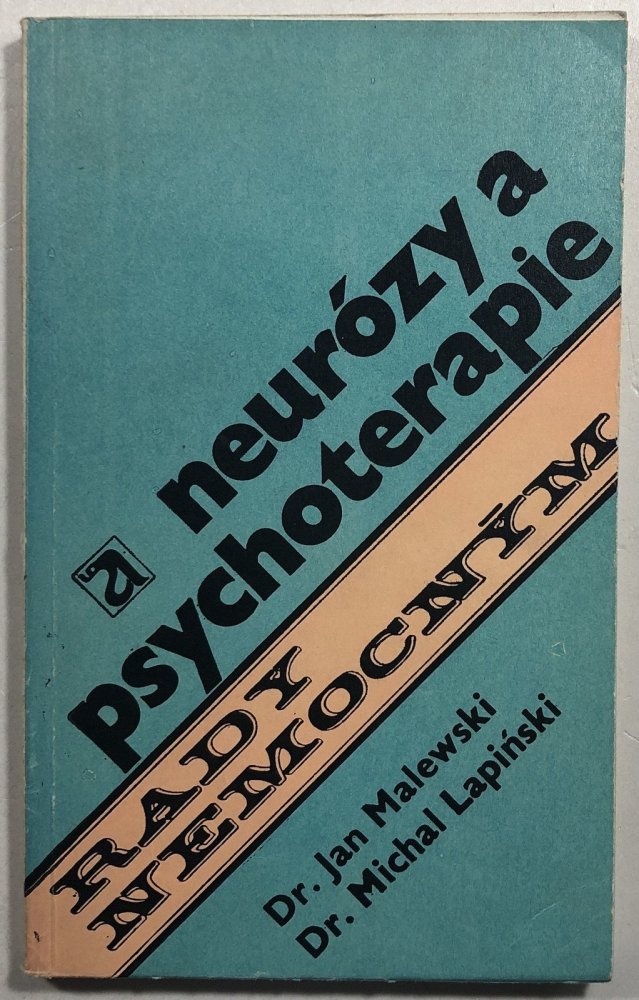 neurózy a
psychoterapie
a
RADY
NEMOCNÝM
Dr. Jan Malewski
Dr. Michal Lapiński